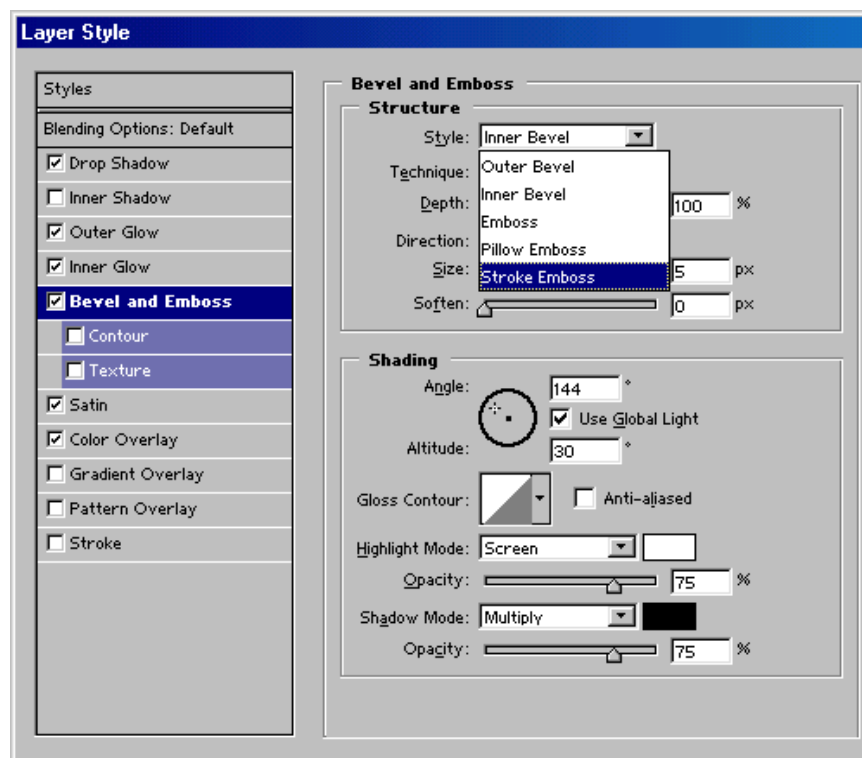 Layer Style
Styles
Blending Options: Default
Drop Shadow
Inner Shadow
Outer Glow
Inner Glow
Bevel and Emboss
Contour
Texture
Satin
Color Overlay
Gradient Overlay
Pattern Overlay
Stroke
Bevel and Emboss
Structure
Style: Inner Bevel
Outer Bevel
Technique:
Inner Bevel
Depth: 100 %
Emboss
Direction:
Pillow Emboss
Size: 5 px
Stroke Emboss
Soften: 0 px
Shading
Angle: 144 °
Use Global Light
Altitude: 30 °
Gloss Contour: Anti-aliased
Highlight Mode: Screen
Opacity: 75 %
Shadow Mode: Multiply
Opacity: 75 %